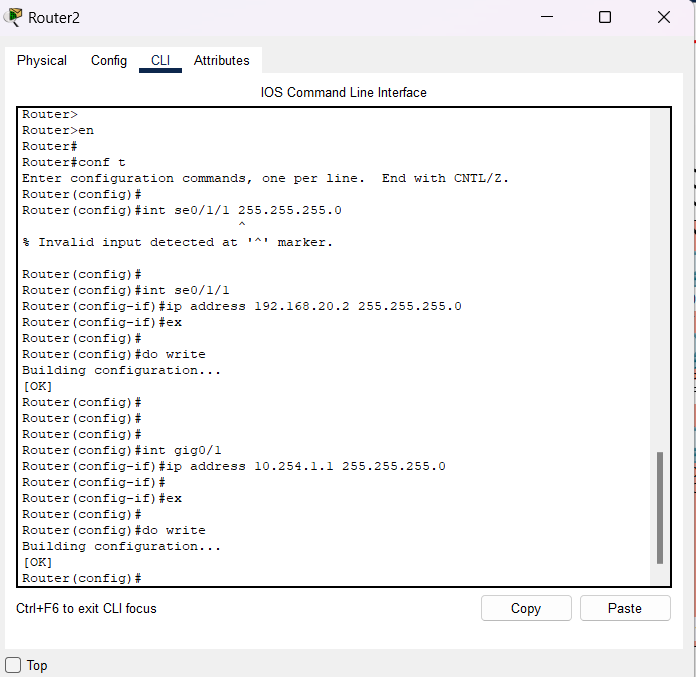 Router2
Physical Config CLI Attributes
IOS Command Line Interface
Router>
Router>en
Router#
Router#conf t
Enter configuration commands, one per line.  End with CNTL/Z.
Router(config)#
Router(config)#int se0/1/1 255.255.255.0
^
% Invalid input detected at '^' marker.
Router(config)#
Router(config)#int se0/1/1
Router(config-if)#ip address 192.168.20.2 255.255.255.0
Router(config-if)#ex
Router(config)#
Router(config)#do write
Building configuration...
[OK]
Router(config)#
Router(config)#
Router(config)#
Router(config)#int gig0/1
Router(config-if)#ip address 10.254.1.1 255.255.255.0
Router(config-if)#
Router(config-if)#ex
Router(config)#
Router(config)#do write
Building configuration...
[OK]
Router(config)#
Ctrl+F6 to exit CLI focus
Copy Paste
Top